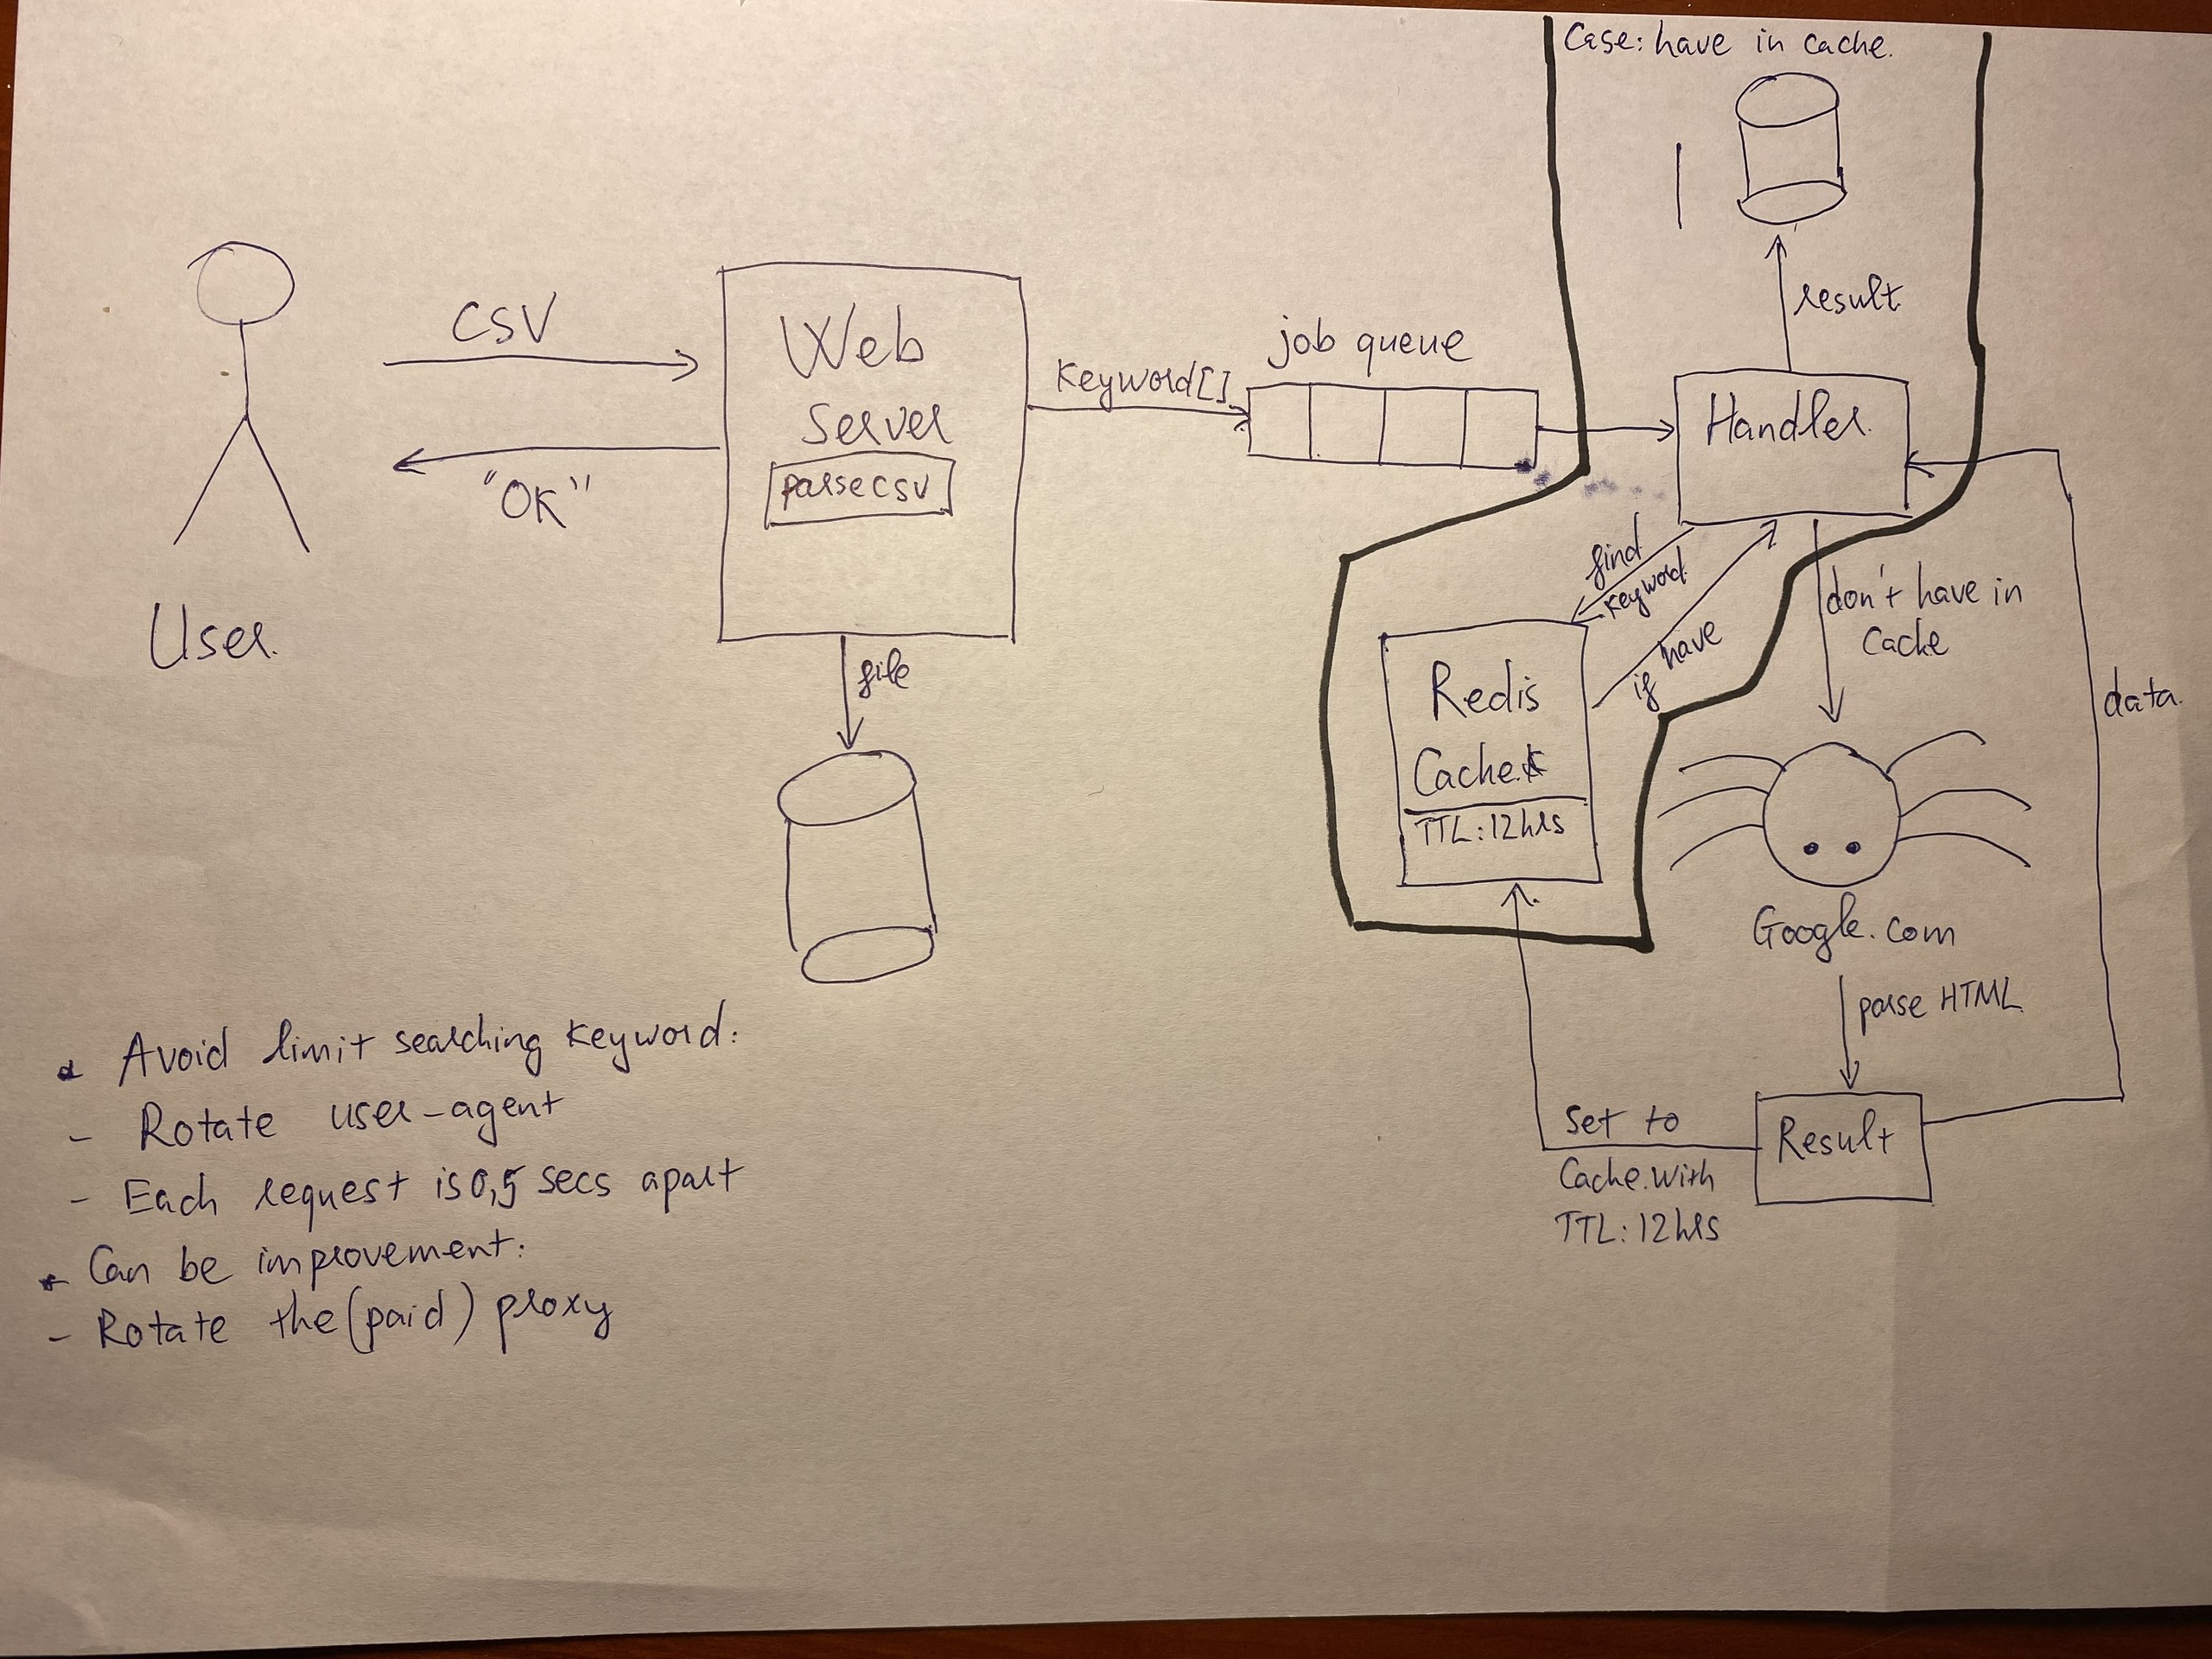 Case: have in cache.
CSV
Web
Server
parse CSV
"OK"
User.
file
Keyword[]
job queue
result.
Handler.
find
keyword.
if have
don't have in
Cache
Redis
Cache.
TTL: 12hrs
data.
Google.com
parse HTML
Result
Set to
Cache.with
TTL: 12hrs
* Avoid limit searching keyword:
- Rotate user-agent
- Each request is 0,5 secs apart
* Can be improvement:
- Rotate the (paid) proxy